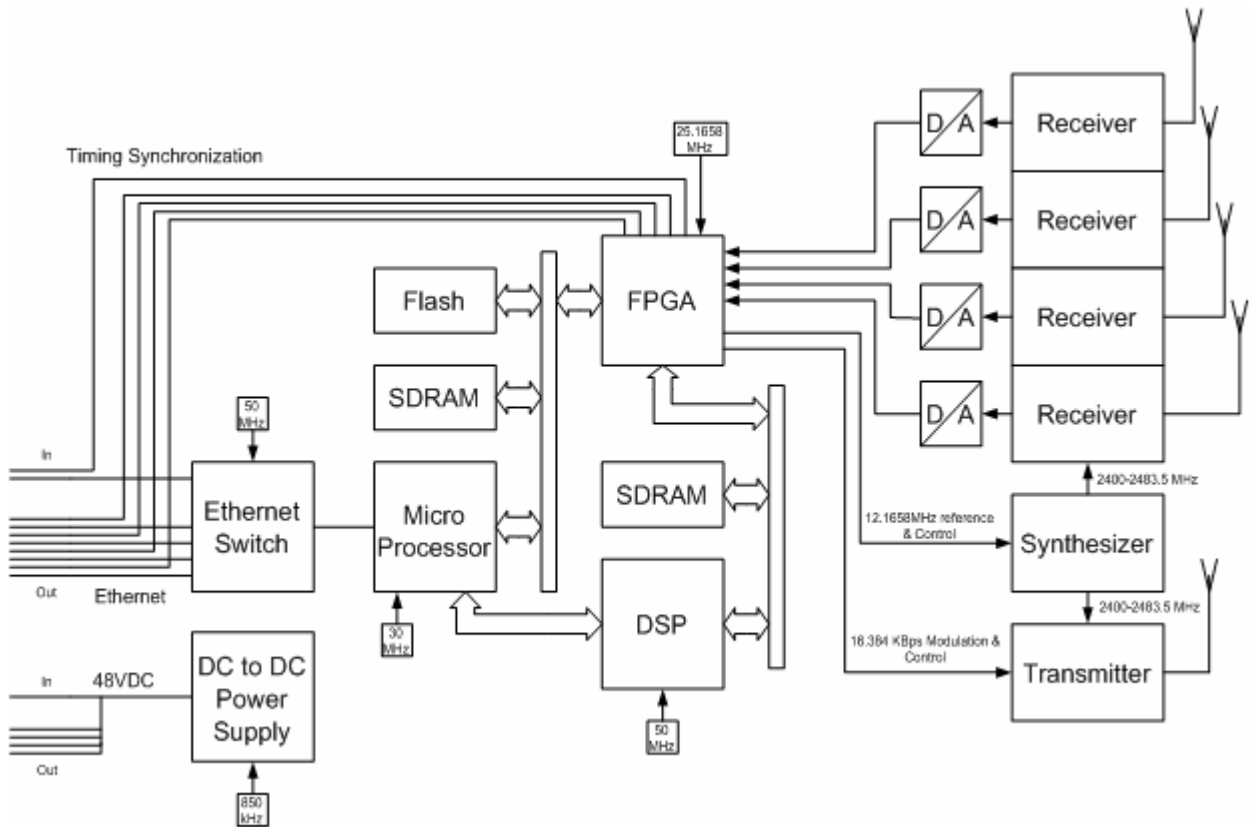 Timing Synchronization
25.1658
MHz
D/A
Receiver
D/A
Receiver
Flash
FPGA
D/A
Receiver
SDRAM
D/A
Receiver
50
MHz
In
2400-2483.5 MHz
Ethernet
Switch
Micro
Processor
SDRAM
12.1658MHz reference
& Control
Synthesizer
Out
Ethernet
2400-2483.5 MHz
30
MHz
DSP
16.384 KBps Modulation &
Control
Transmitter
In
48VDC
DC to DC
Power
Supply
50
MHz
Out
850
kHz